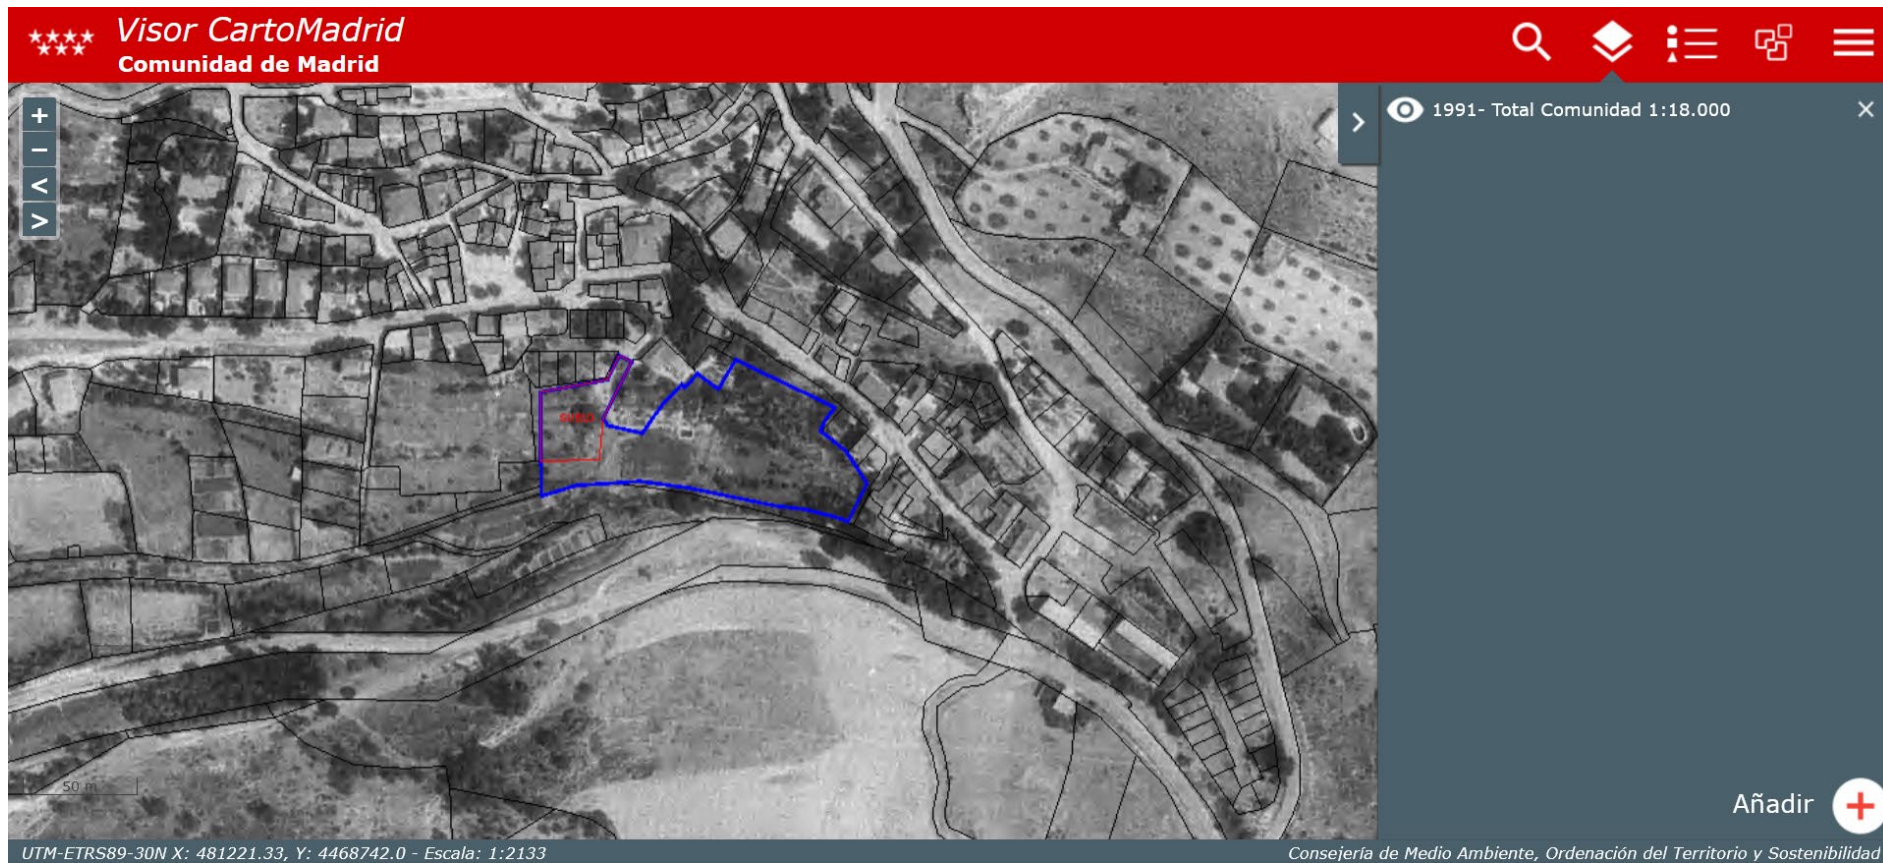 Visor CartoMadrid
Comunidad de Madrid
+
−
<
>
1991- Total Comunidad 1:18.000
50 m
Añadir
UTM-ETRS89-30N X: 481221.33, Y: 4468742.0 - Escala: 1:2133
Consejería de Medio Ambiente, Ordenación del Territorio y Sostenibilidad